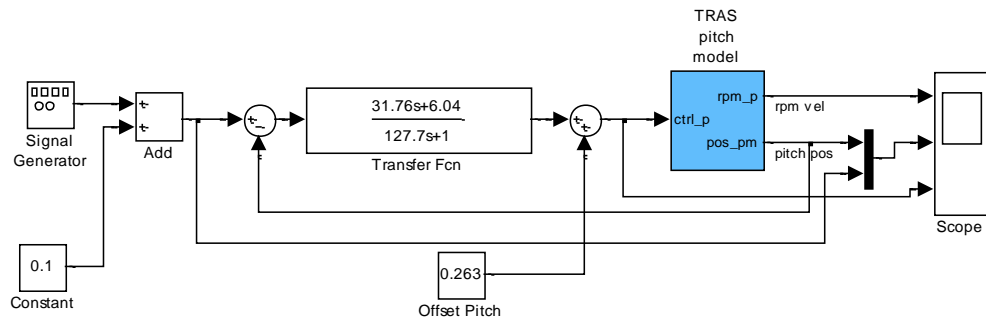 TRAS
pitch
model
rpm_p
ctrl_p
pos_pm
rpm vel
pitch pos
Signal
Generator
+
+
Add
+
-
31.76s+6.04
127.7s+1
Transfer Fcn
+
+
Scope
0.1
Constant
0.263
Offset Pitch